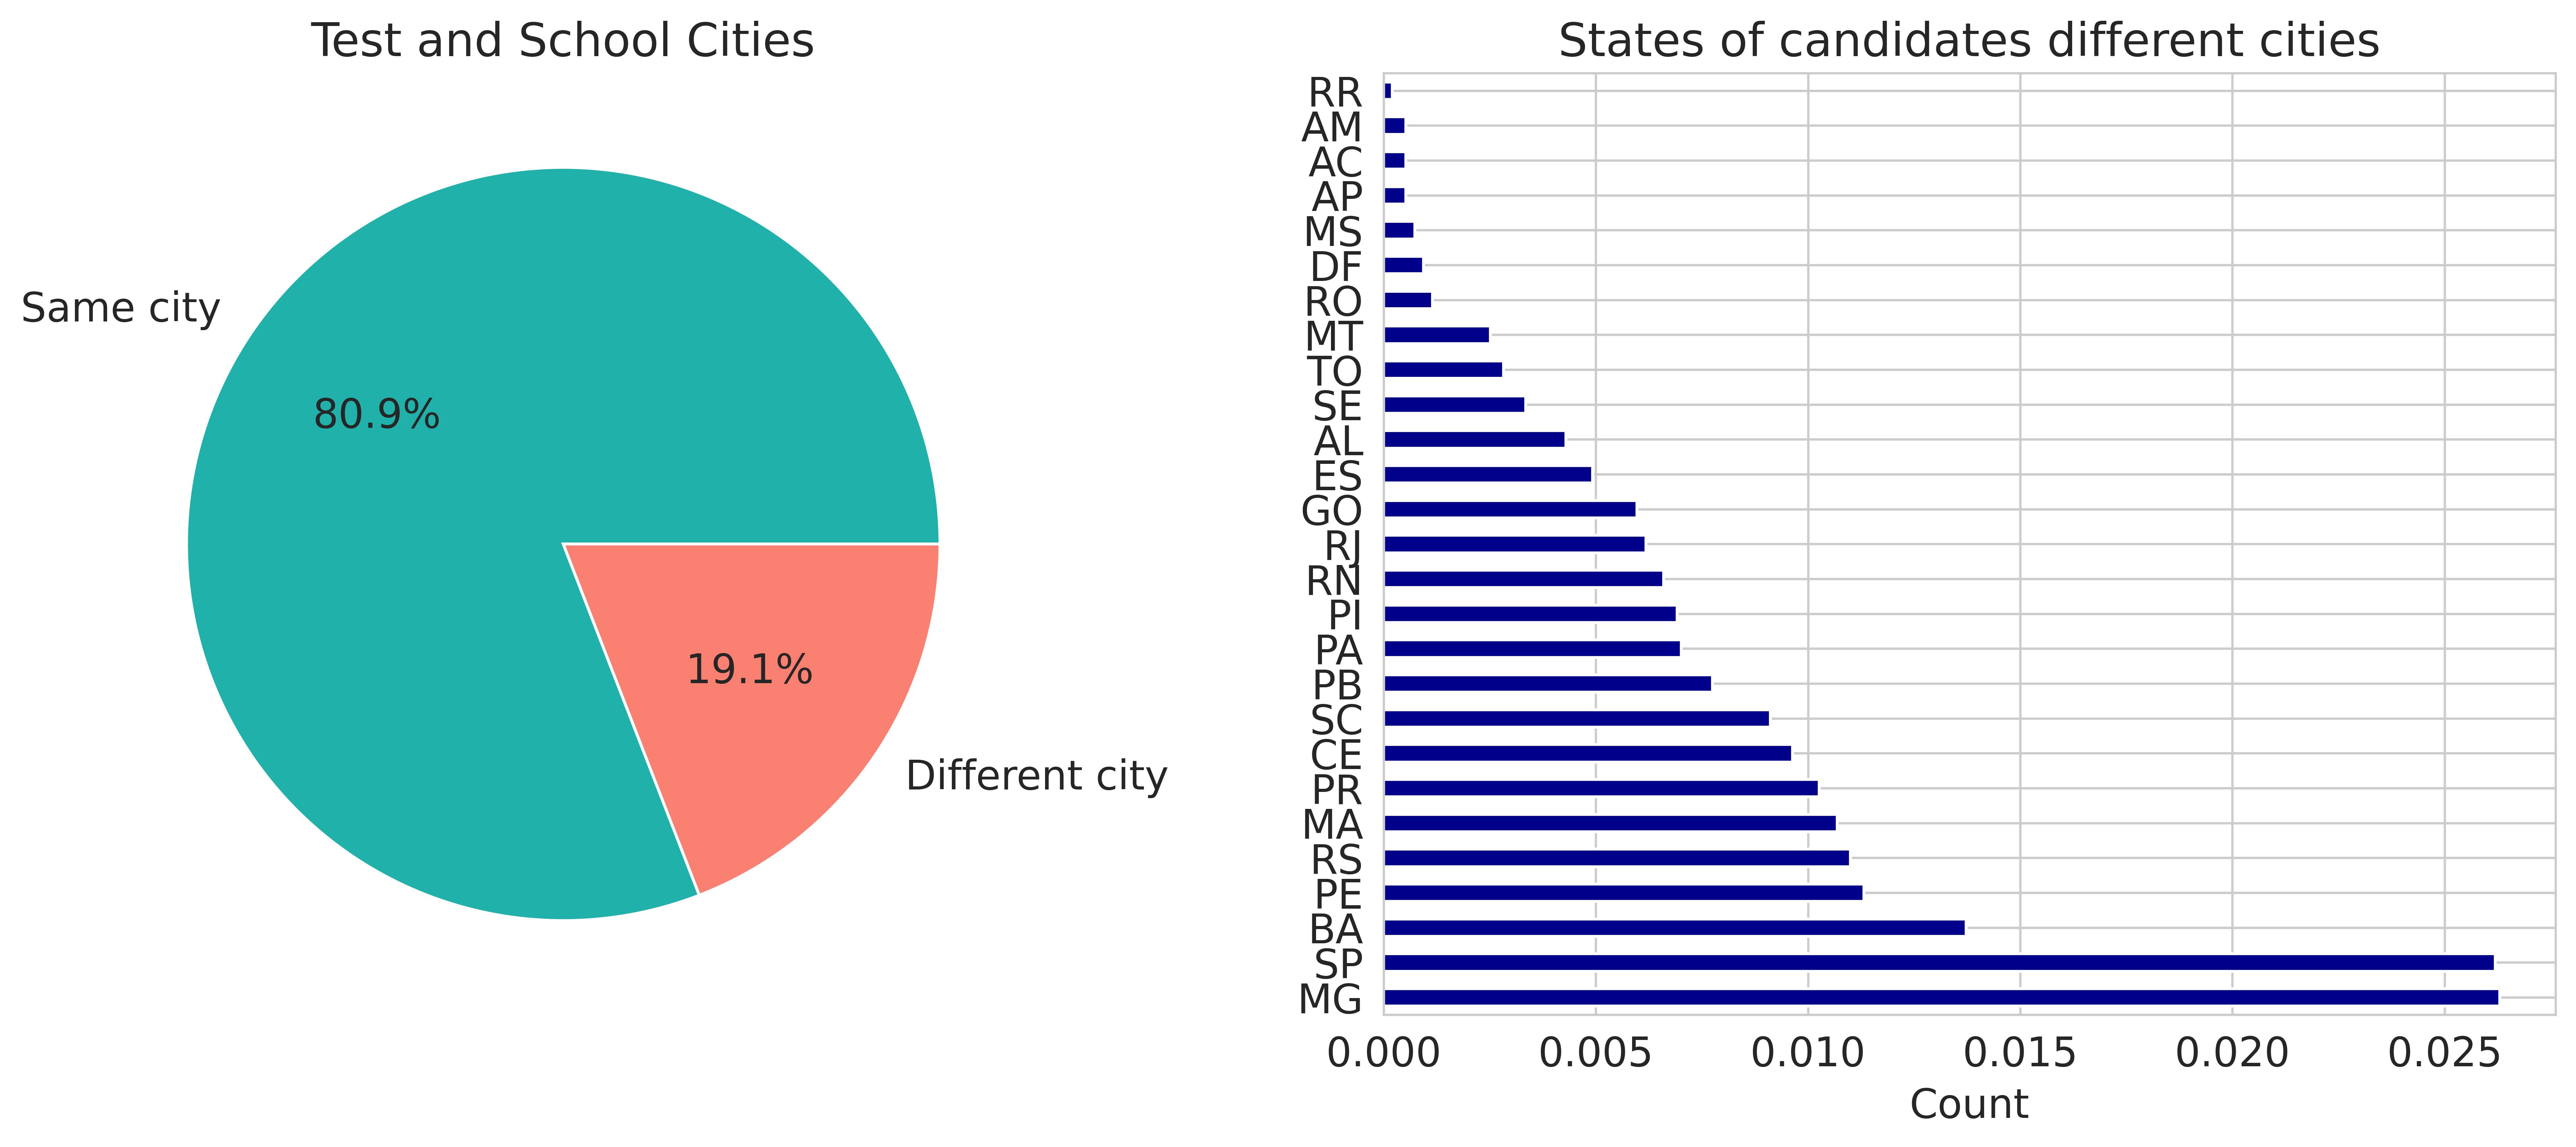 Test and School Cities
Same city
80.9%
19.1%
Different city
States of candidates different cities
RR
AM
AC
AP
MS
DF
RO
MT
TO
SE
AL
ES
GO
RJ
RN
PI
PA
PB
SC
CE
PR
MA
RS
PE
BA
SP
MG
0.000 0.005 0.010 0.015 0.020 0.025
Count